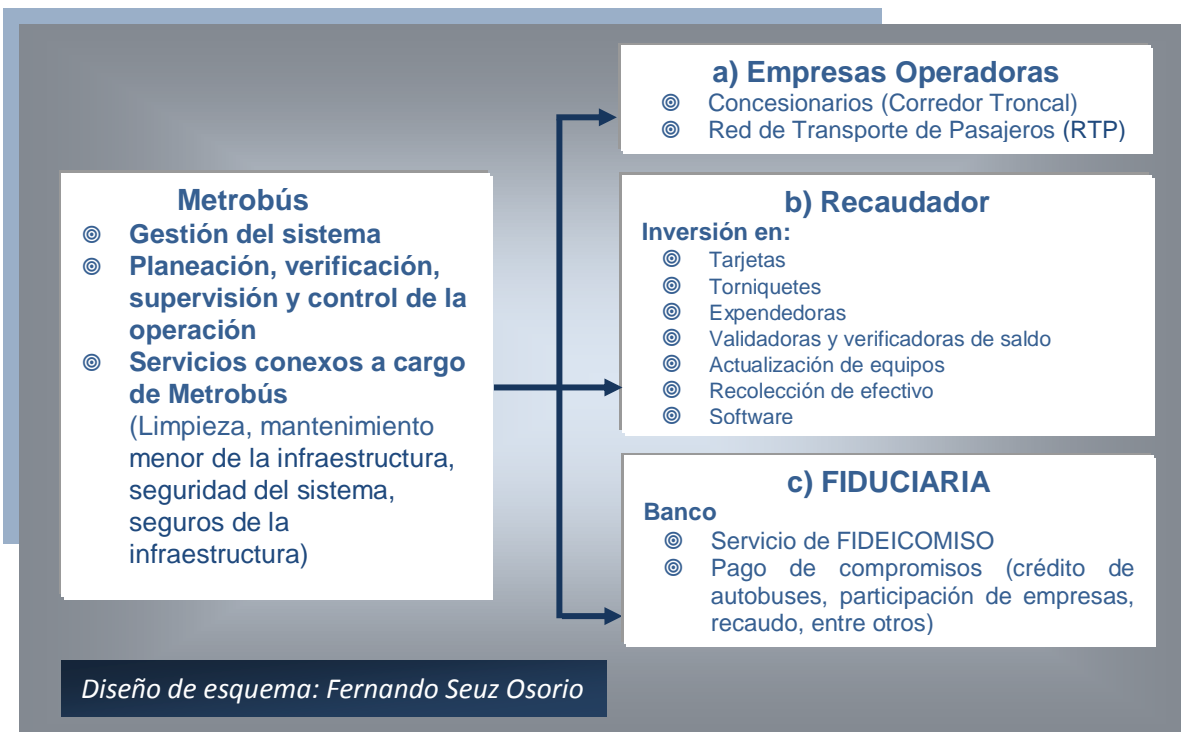 Metrobús
◎ Gestión del sistema
◎ Planeación, verificación,
supervisión y control de la
operación
◎ Servicios conexos a cargo
de Metrobús
(Limpieza, mantenimiento
menor de la infraestructura,
seguridad del sistema,
seguros de la
infraestructura)
a) Empresas Operadoras
◎ Concesionarios (Corredor Troncal)
◎ Red de Transporte de Pasajeros (RTP)
b) Recaudador
Inversión en:
◎ Tarjetas
◎ Torniquetes
◎ Expendedoras
◎ Validadoras y verificadoras de saldo
◎ Actualización de equipos
◎ Recolección de efectivo
◎ Software
c) FIDUCIARIA
Banco
◎ Servicio de FIDEICOMISO
◎ Pago de compromisos (crédito de
autobuses, participación de empresas,
recaudo, entre otros)
Diseño de esquema: Fernando Seuz Osorio